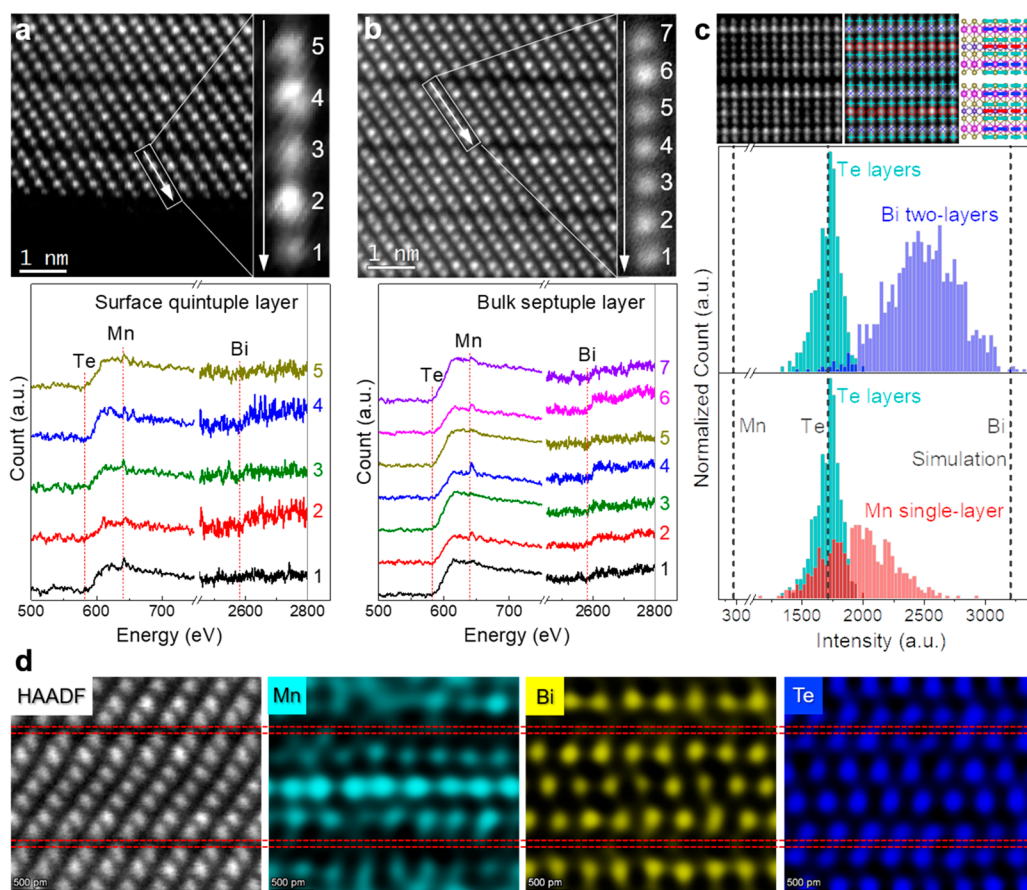 a
5
4
3
2
1
1 nm
b
7
6
5
4
3
2
1
1 nm
c
Surface quintuple layer
Te
Mn
Bi
5
4
3
2
1
Count (a.u.)
500 600 700 2600 2800
Energy (eV)
Bulk septuple layer
Te
Mn
Bi
7
6
5
4
3
2
1
Count (a.u.)
500 600 700 2600 2800
Energy (eV)
Te layers
Bi two-layers
Normalized Count (a.u.)
Te layers
Mn Te Bi
Simulation
Mn single-layer
300 1500 2000 2500 3000
Intensity (a.u.)
d
HAADF
500 pm
Mn
500 pm
Bi
500 pm
Te
500 pm